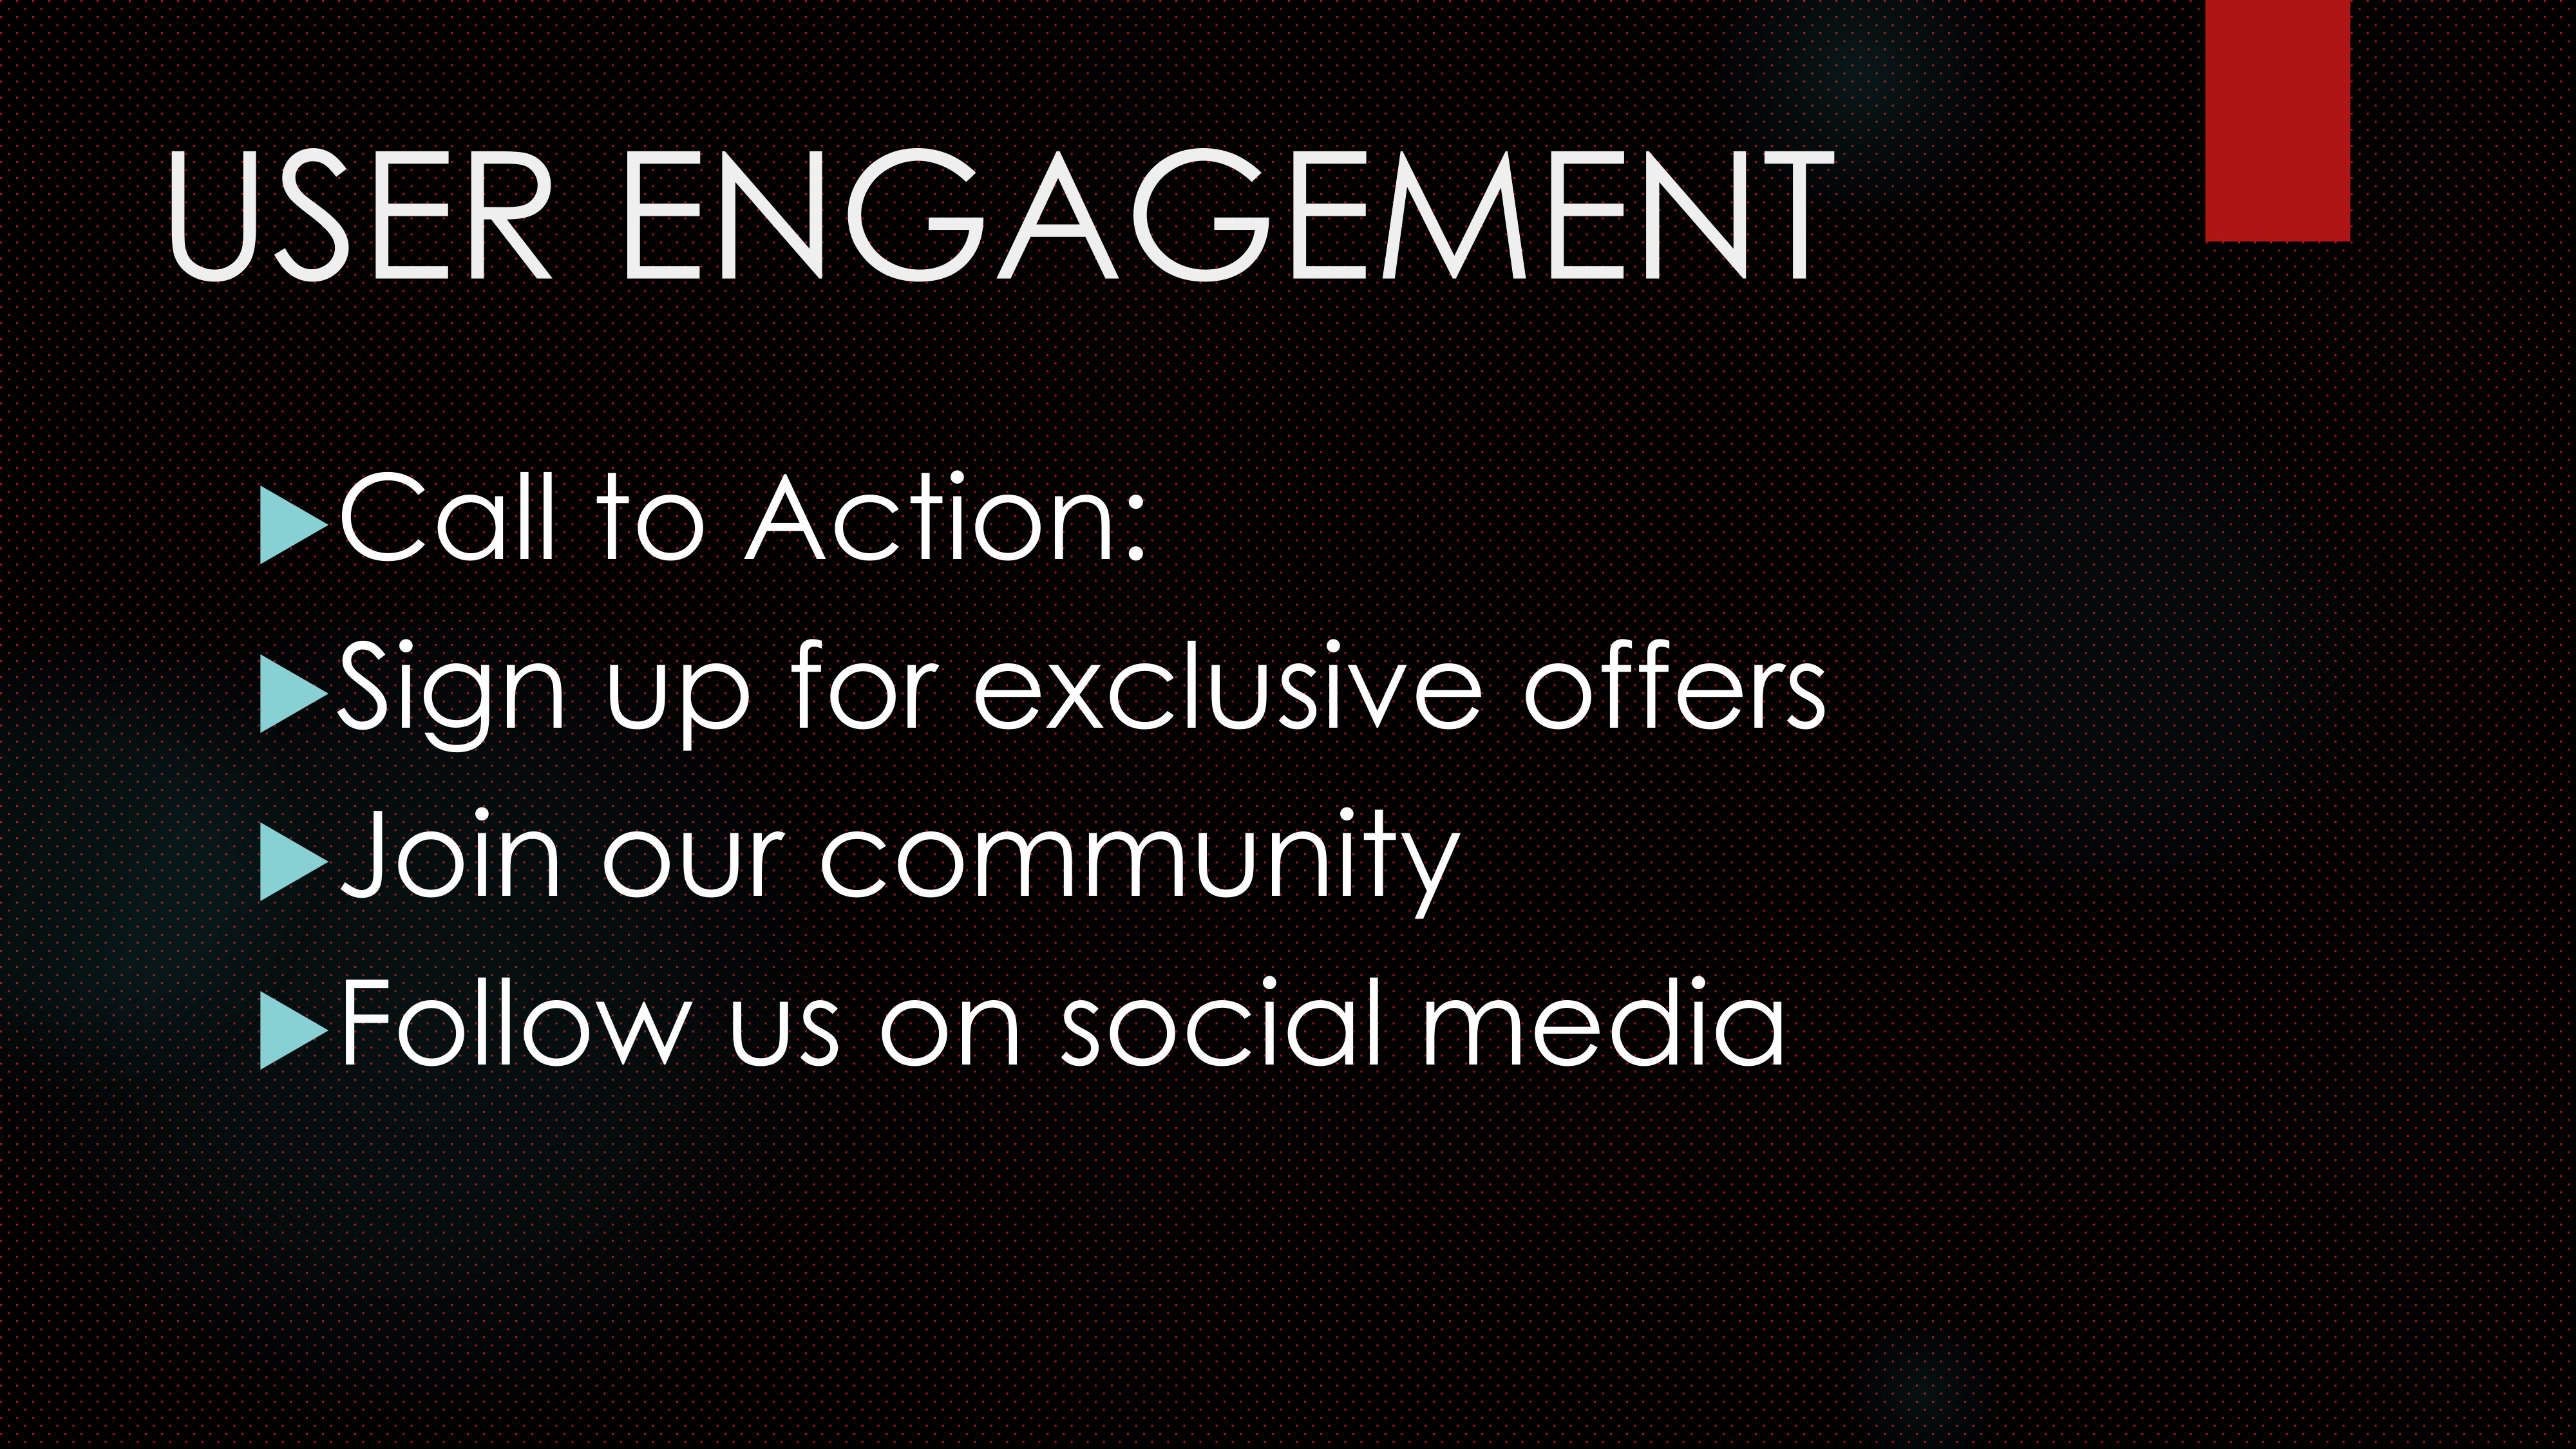 USER ENGAGEMENT
Call to Action:
Sign up for exclusive offers
Join our community
Follow us on social media